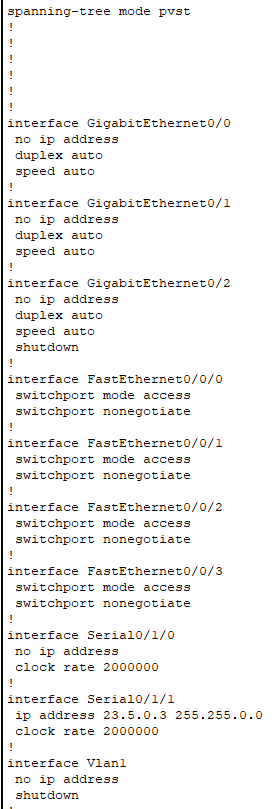 spanning-tree mode pvst
!
!
!
!
!
!
interface GigabitEthernet0/0
 no ip address
 duplex auto
 speed auto
!
interface GigabitEthernet0/1
 no ip address
 duplex auto
 speed auto
!
interface GigabitEthernet0/2
 no ip address
 duplex auto
 speed auto
 shutdown
!
interface FastEthernet0/0/0
 switchport mode access
 switchport nonegotiate
!
interface FastEthernet0/0/1
 switchport mode access
 switchport nonegotiate
!
interface FastEthernet0/0/2
 switchport mode access
 switchport nonegotiate
!
interface FastEthernet0/0/3
 switchport mode access
 switchport nonegotiate
!
interface Serial0/1/0
 no ip address
 clock rate 2000000
!
interface Serial0/1/1
 ip address 23.5.0.3 255.255.0.0
 clock rate 2000000
!
interface Vlan1
 no ip address
 shutdown
!